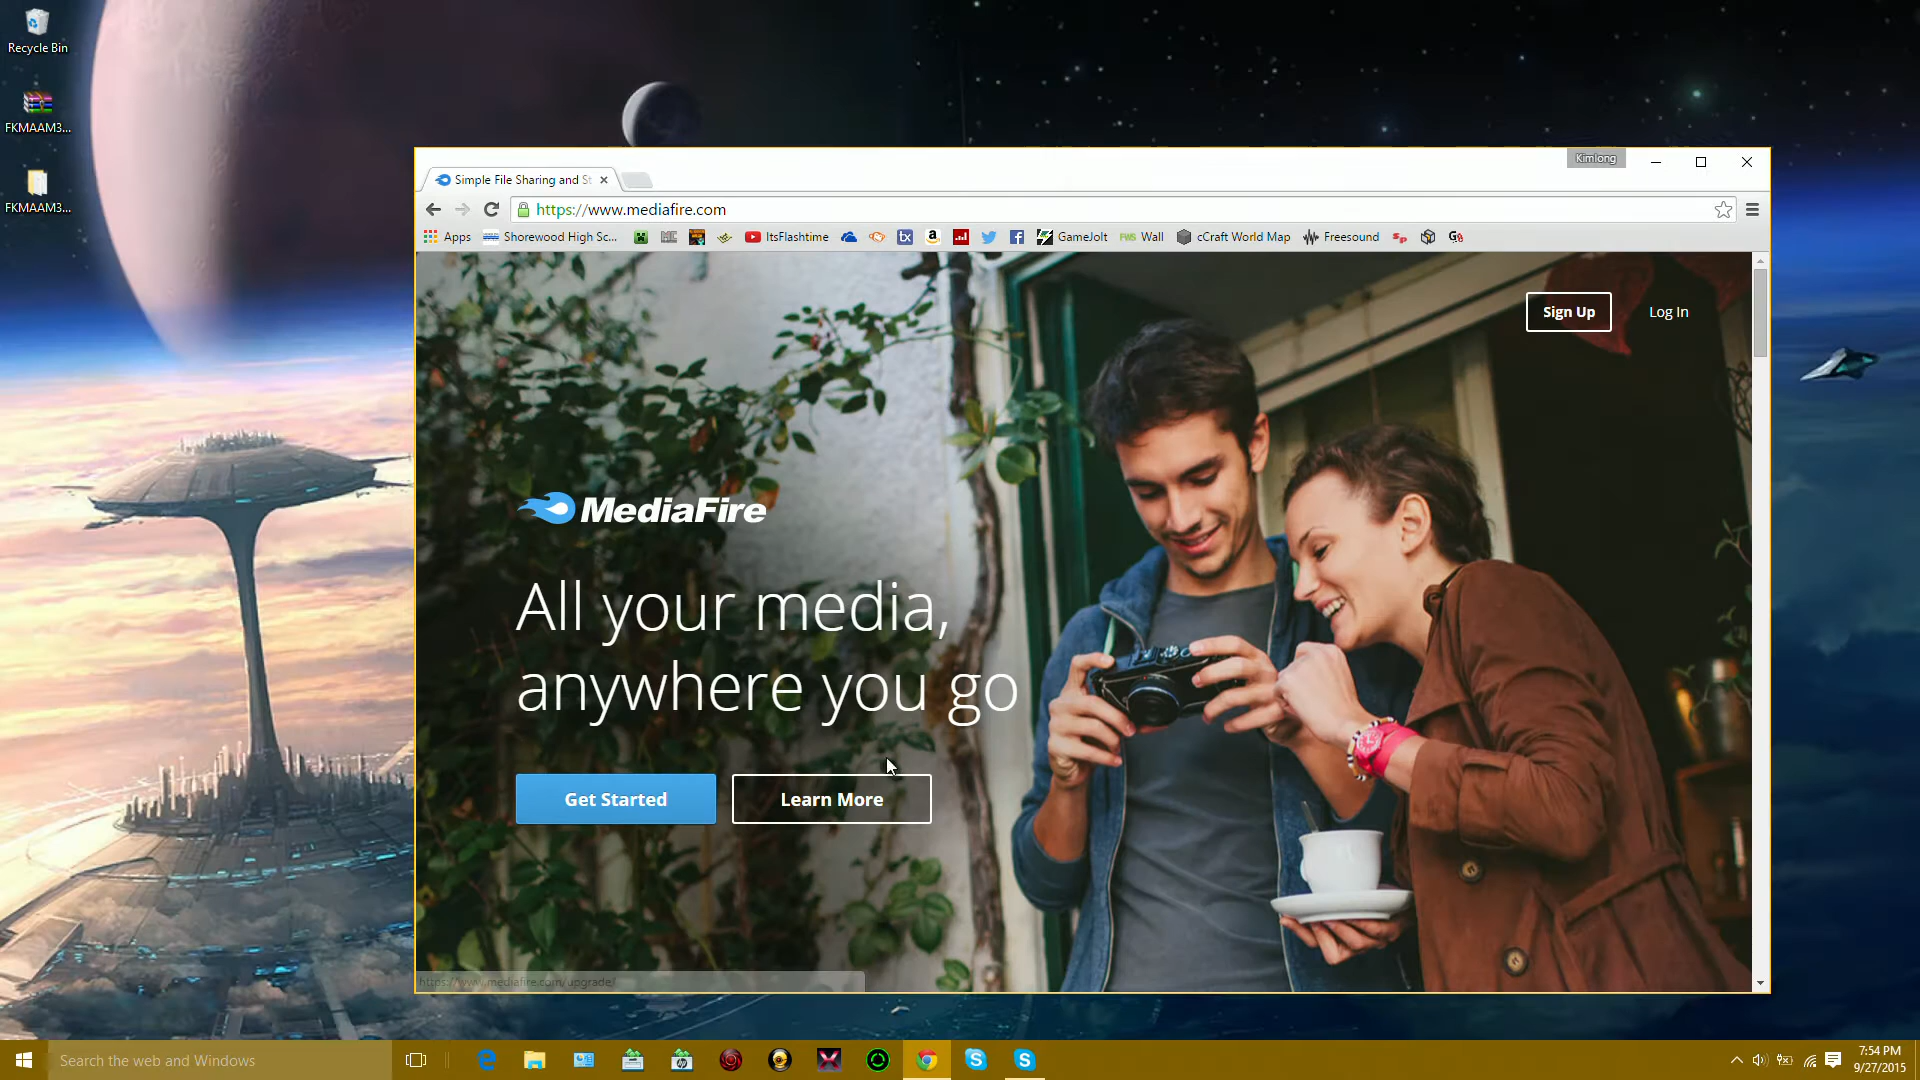 Recycle Bin
FKMAAM3...
FKMAAM3...
Kimlong
Simple File Sharing and St
https://www.mediafire.com
Apps
Shorewood High Sc...
ItsFlashtime
GameJolt
Wall
cCraft World Map
Freesound
Sign Up
Log In
MediaFire
All your media,
anywhere you go
Get Started
Learn More
https://www.mediafire.com/upgrade/
Search the web and Windows
7:54 PM
9/27/2015